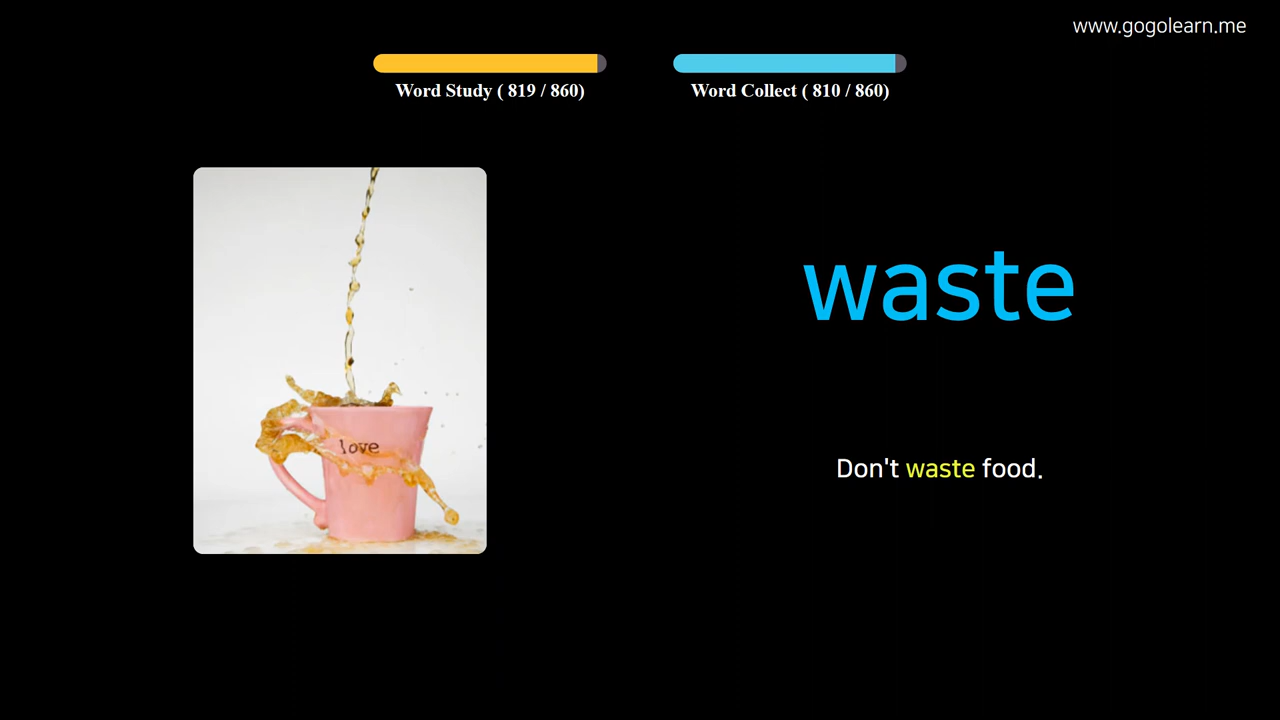 www.gogolearn.me
Word Study ( 819 / 860)
Word Collect ( 810 / 860)
love
waste
Don't waste food.